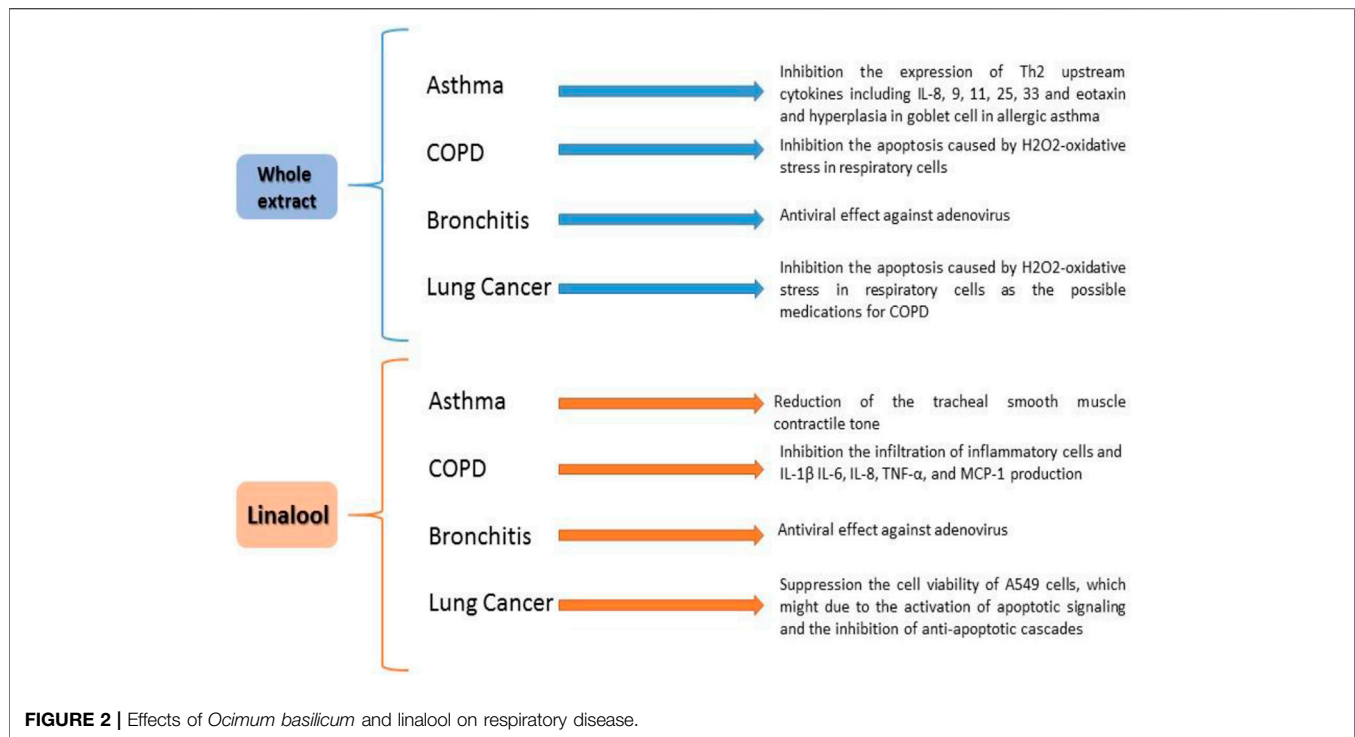 Whole
extract
Asthma
Inhibition the expression of Th2 upstream
cytokines including IL-8, 9, 11, 25, 33 and eotaxin
and hyperplasia in goblet cell in allergic asthma
COPD
Inhibition the apoptosis caused by H2O2-oxidative
stress in respiratory cells
Bronchitis
Antiviral effect against adenovirus
Lung Cancer
Inhibition the apoptosis caused by H2O2-oxidative
stress in respiratory cells as the possible
medications for COPD
Linalool
Asthma
Reduction of the tracheal smooth muscle
contractile tone
COPD
Inhibition the infiltration of inflammatory cells and
IL-1β IL-6, IL-8, TNF-α, and MCP-1 production
Bronchitis
Antiviral effect against adenovirus
Lung Cancer
Suppression the cell viability of A549 cells, which
might due to the activation of apoptotic signaling
and the inhibition of anti-apoptotic cascades
FIGURE 2 | Effects of Ocimum basilicum and linalool on respiratory disease.